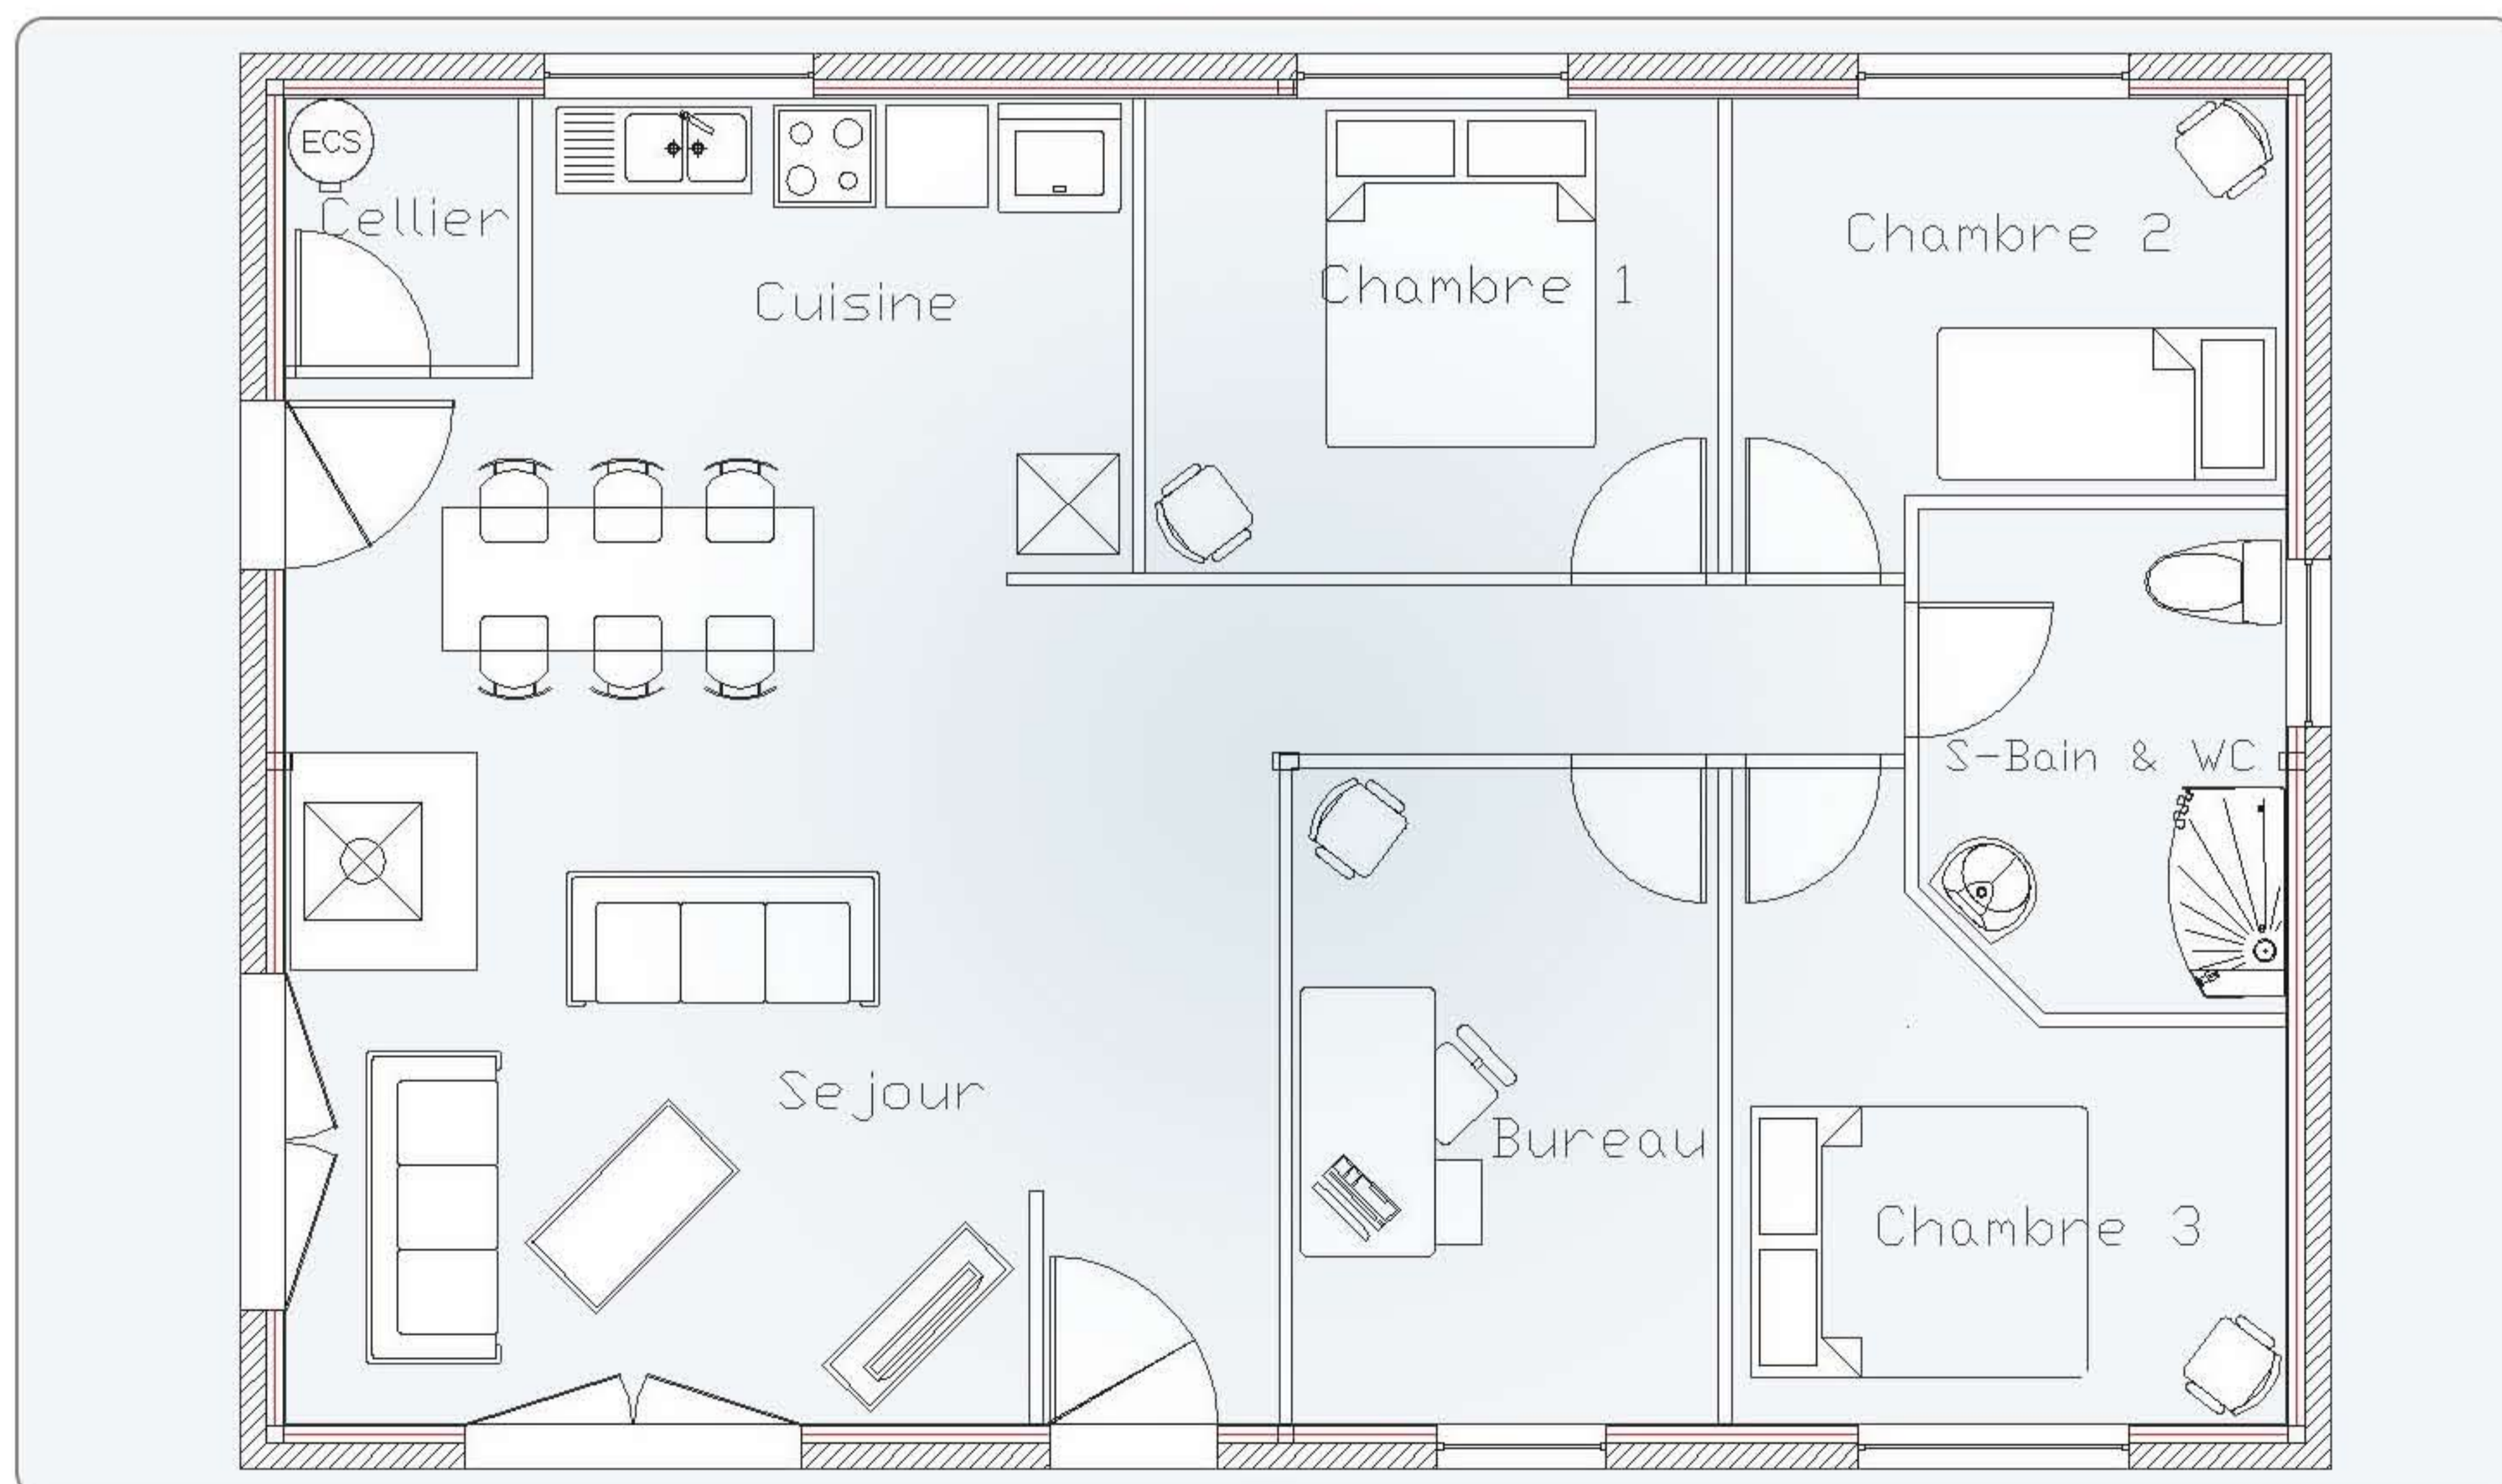 ECS
Cellier
Cuisine
Chambre 1
Chambre 2
S-Bain & WC
Sejour
Bureau
Chambre 3